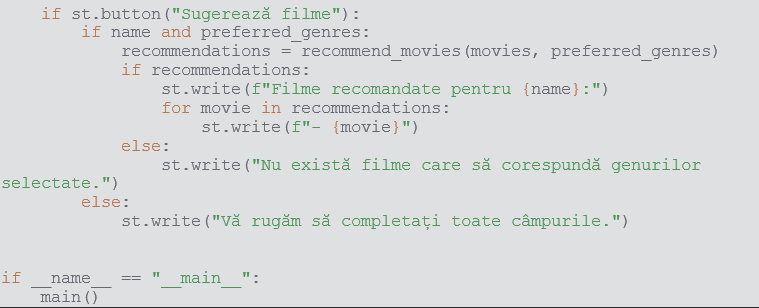 if st.button("Sugerează filme"):
        if name and preferred_genres:
            recommendations = recommend_movies(movies, preferred_genres)
            if recommendations:
                st.write(f"Filme recomandate pentru {name}:")
                for movie in recommendations:
                    st.write(f"- {movie}")
            else:
                st.write("Nu există filme care să corespundă genurilor
selectate.")
        else:
            st.write("Vă rugăm să completați toate câmpurile.")
if __name__ == "__main__":
    main()